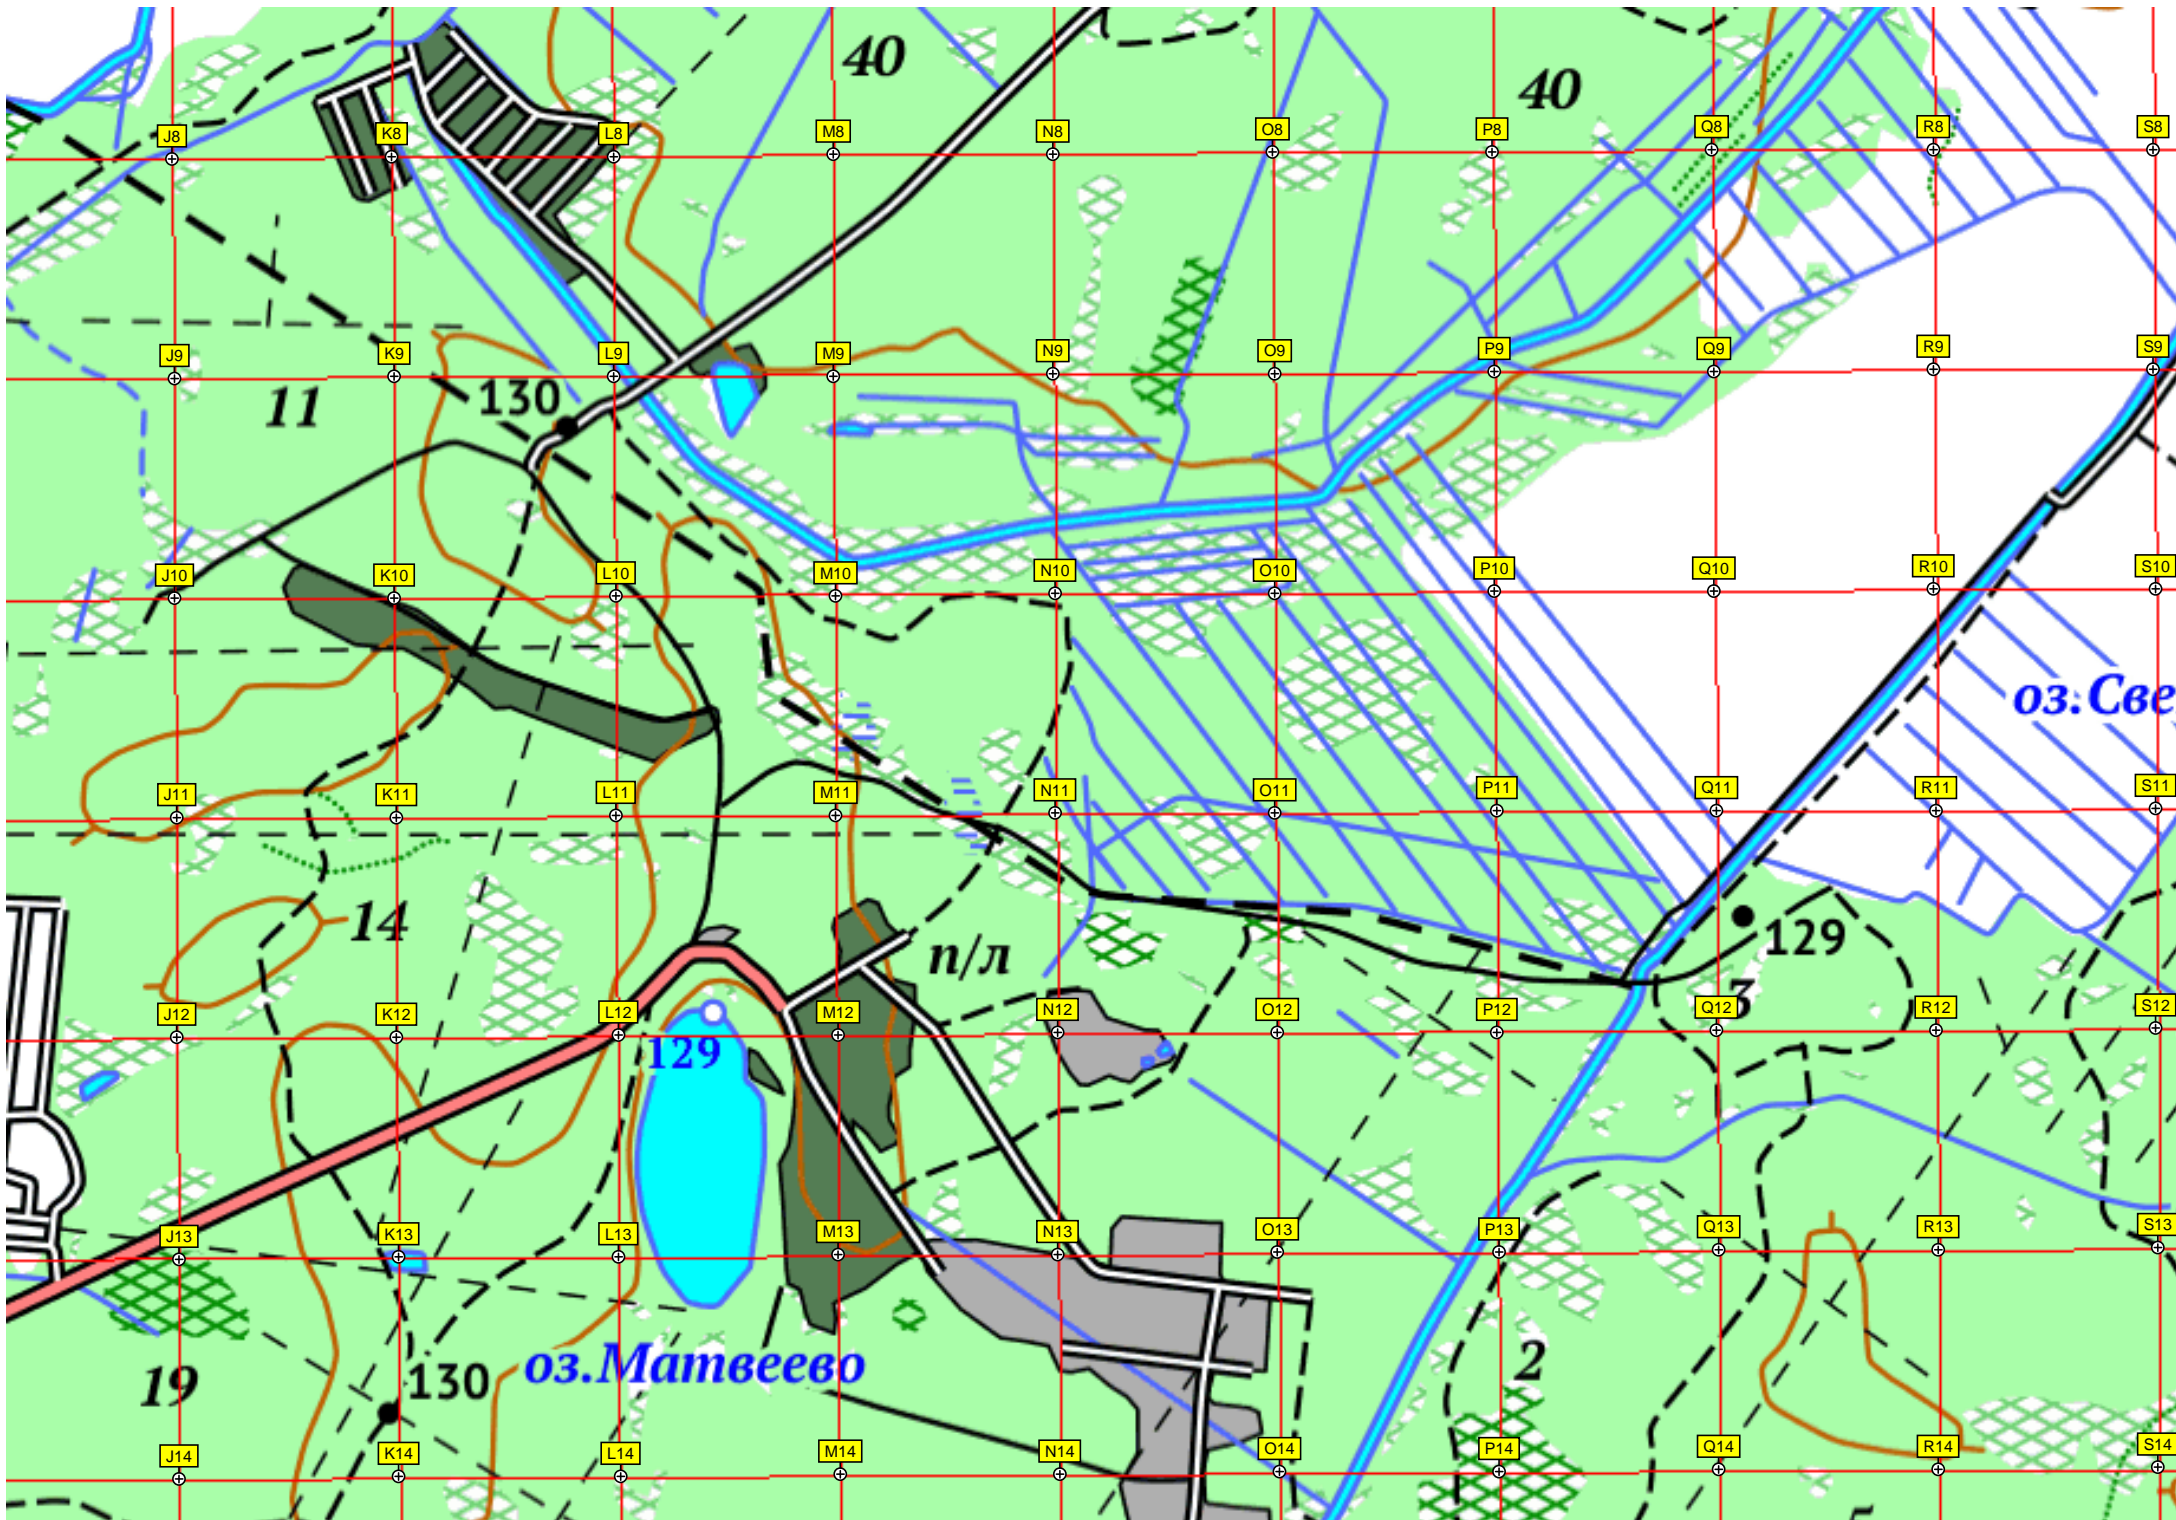 40
40
J8 K8 L8 M8 N8 O8 P8 Q8 R8 S8
J9 K9 L9 M9 N9 O9 P9 Q9 R9 S9
11
130
J10 K10 L10 M10 N10 O10 P10 Q10 R10 S10
оз.Све
J11 K11 L11 M11 N11 O11 P11 Q11 R11 S11
14
п/л
129
3
J12 K12 L12 M12 N12 O12 P12 Q12 R12 S12
129
J13 K13 L13 M13 N13 O13 P13 Q13 R13 S13
оз.Матвеево
2
19
130
J14 K14 L14 M14 N14 O14 P14 Q14 R14 S14